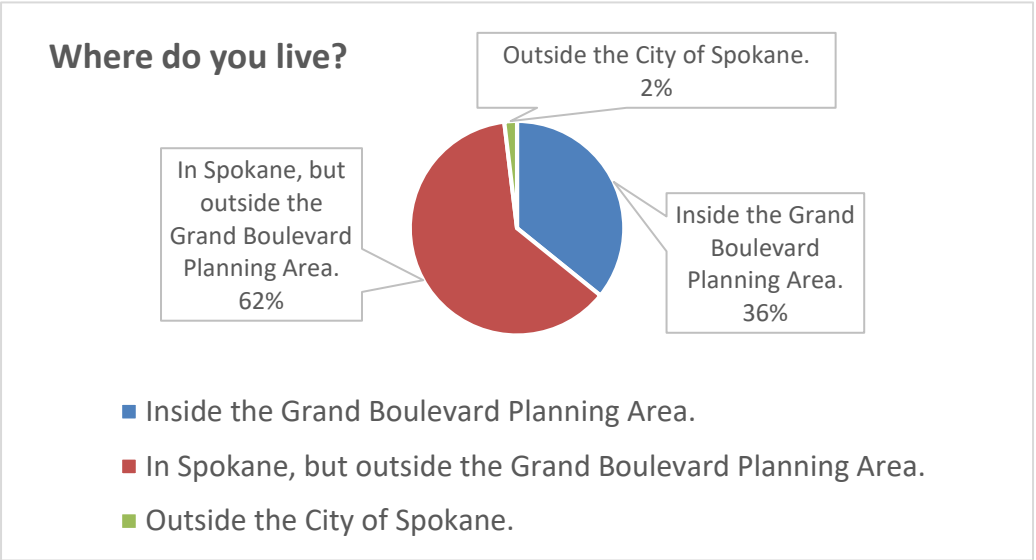 Where do you live?
Outside the City of Spokane.
2%
In Spokane, but
outside the
Grand Boulevard
Planning Area.
62%
Inside the Grand
Boulevard
Planning Area.
36%
Inside the Grand Boulevard Planning Area.
In Spokane, but outside the Grand Boulevard Planning Area.
Outside the City of Spokane.